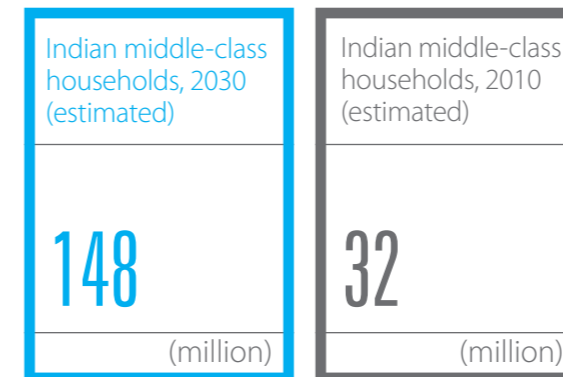 Indian middle-class
households, 2030
(estimated)
148
(million)
Indian middle-class
households, 2010
(estimated)
32
(million)